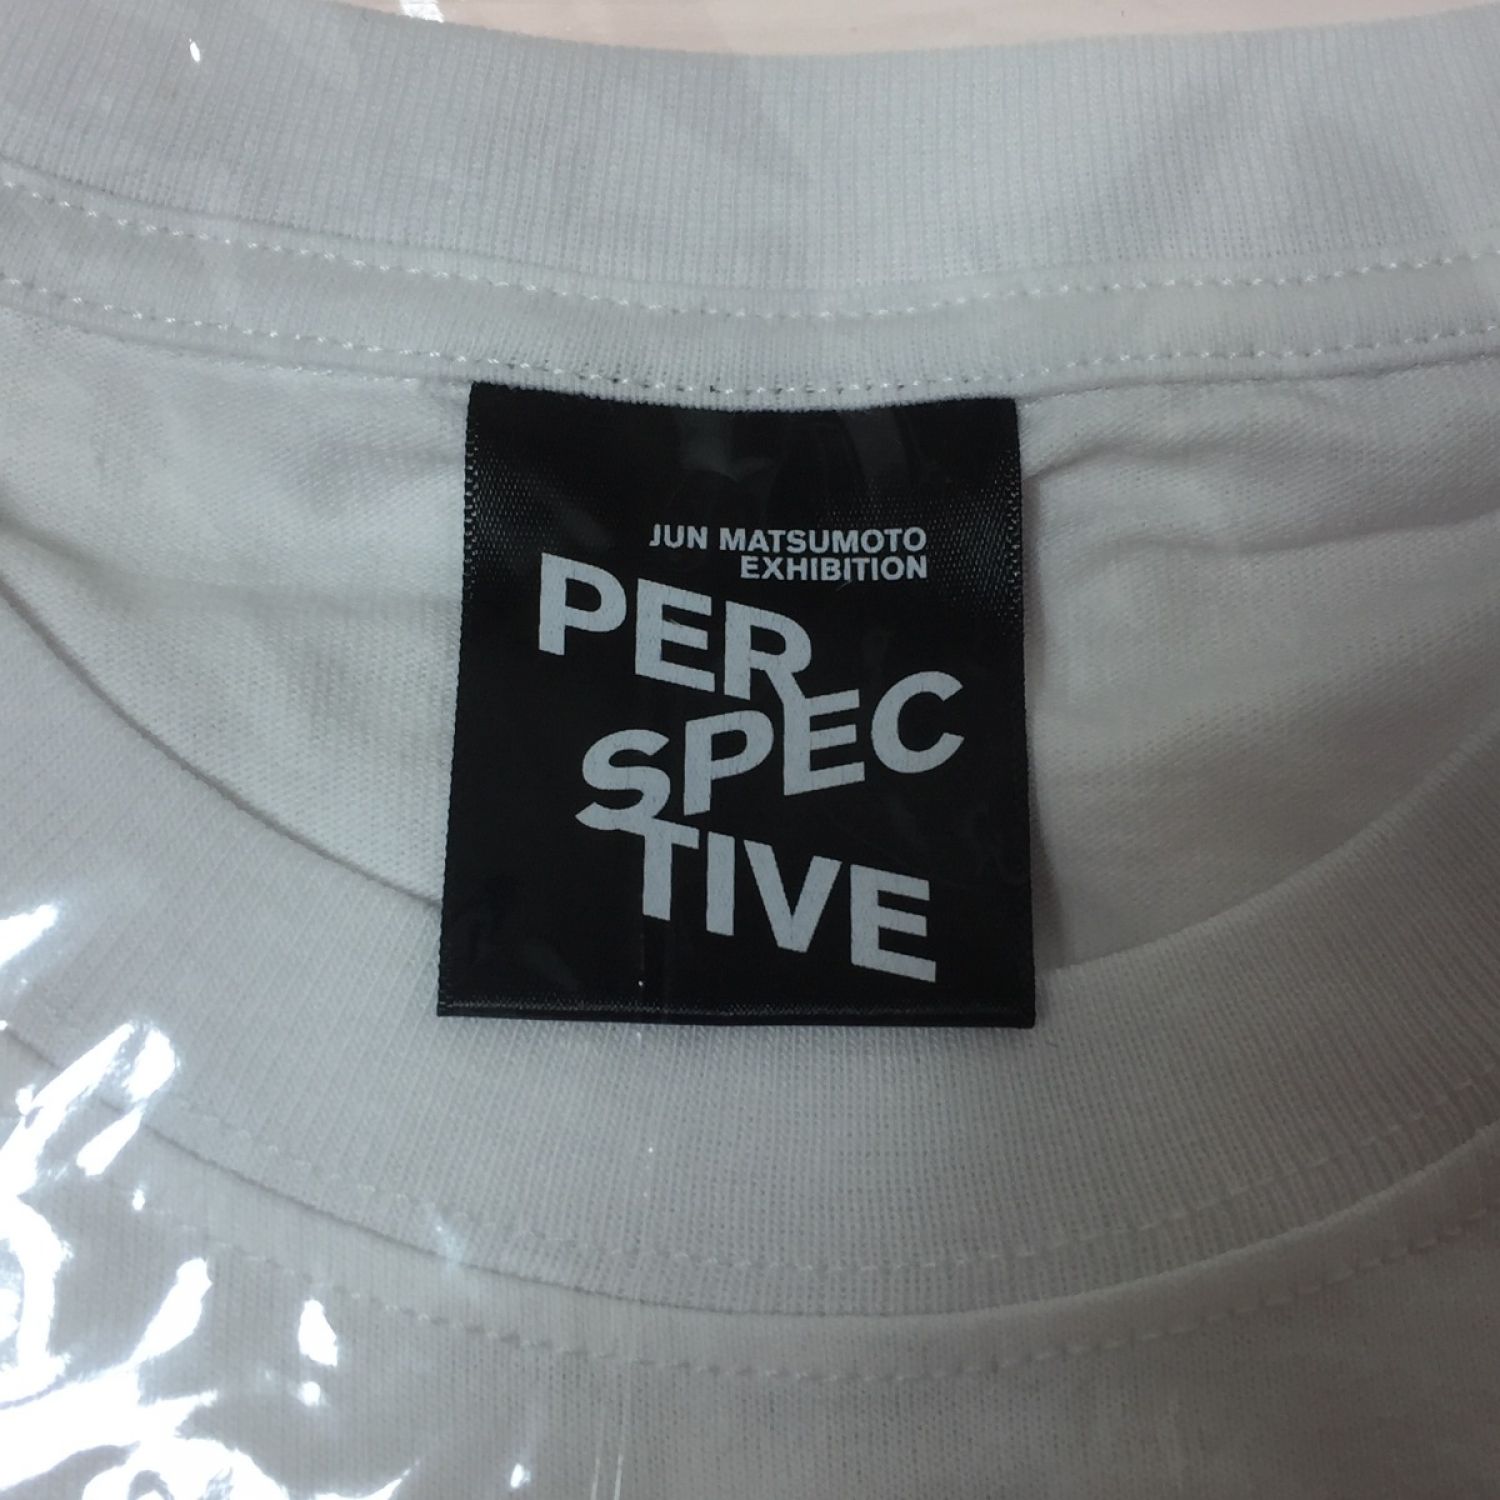 JUN MATSUMOTO
EXHIBITION
PER
SPEC
TIVE